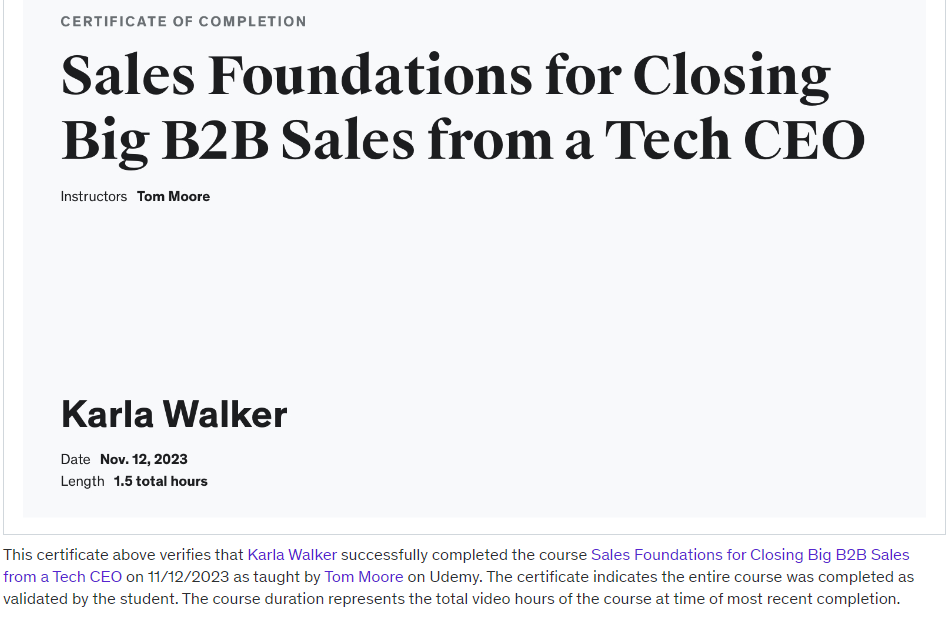 CERTIFICATE OF COMPLETION
Sales Foundations for Closing
Big B2B Sales from a Tech CEO
Instructors Tom Moore
Karla Walker
Date Nov. 12, 2023
Length 1.5 total hours
This certificate above verifies that Karla Walker successfully completed the course Sales Foundations for Closing Big B2B Sales
from a Tech CEO on 11/12/2023 as taught by Tom Moore on Udemy. The certificate indicates the entire course was completed as
validated by the student. The course duration represents the total video hours of the course at time of most recent completion.